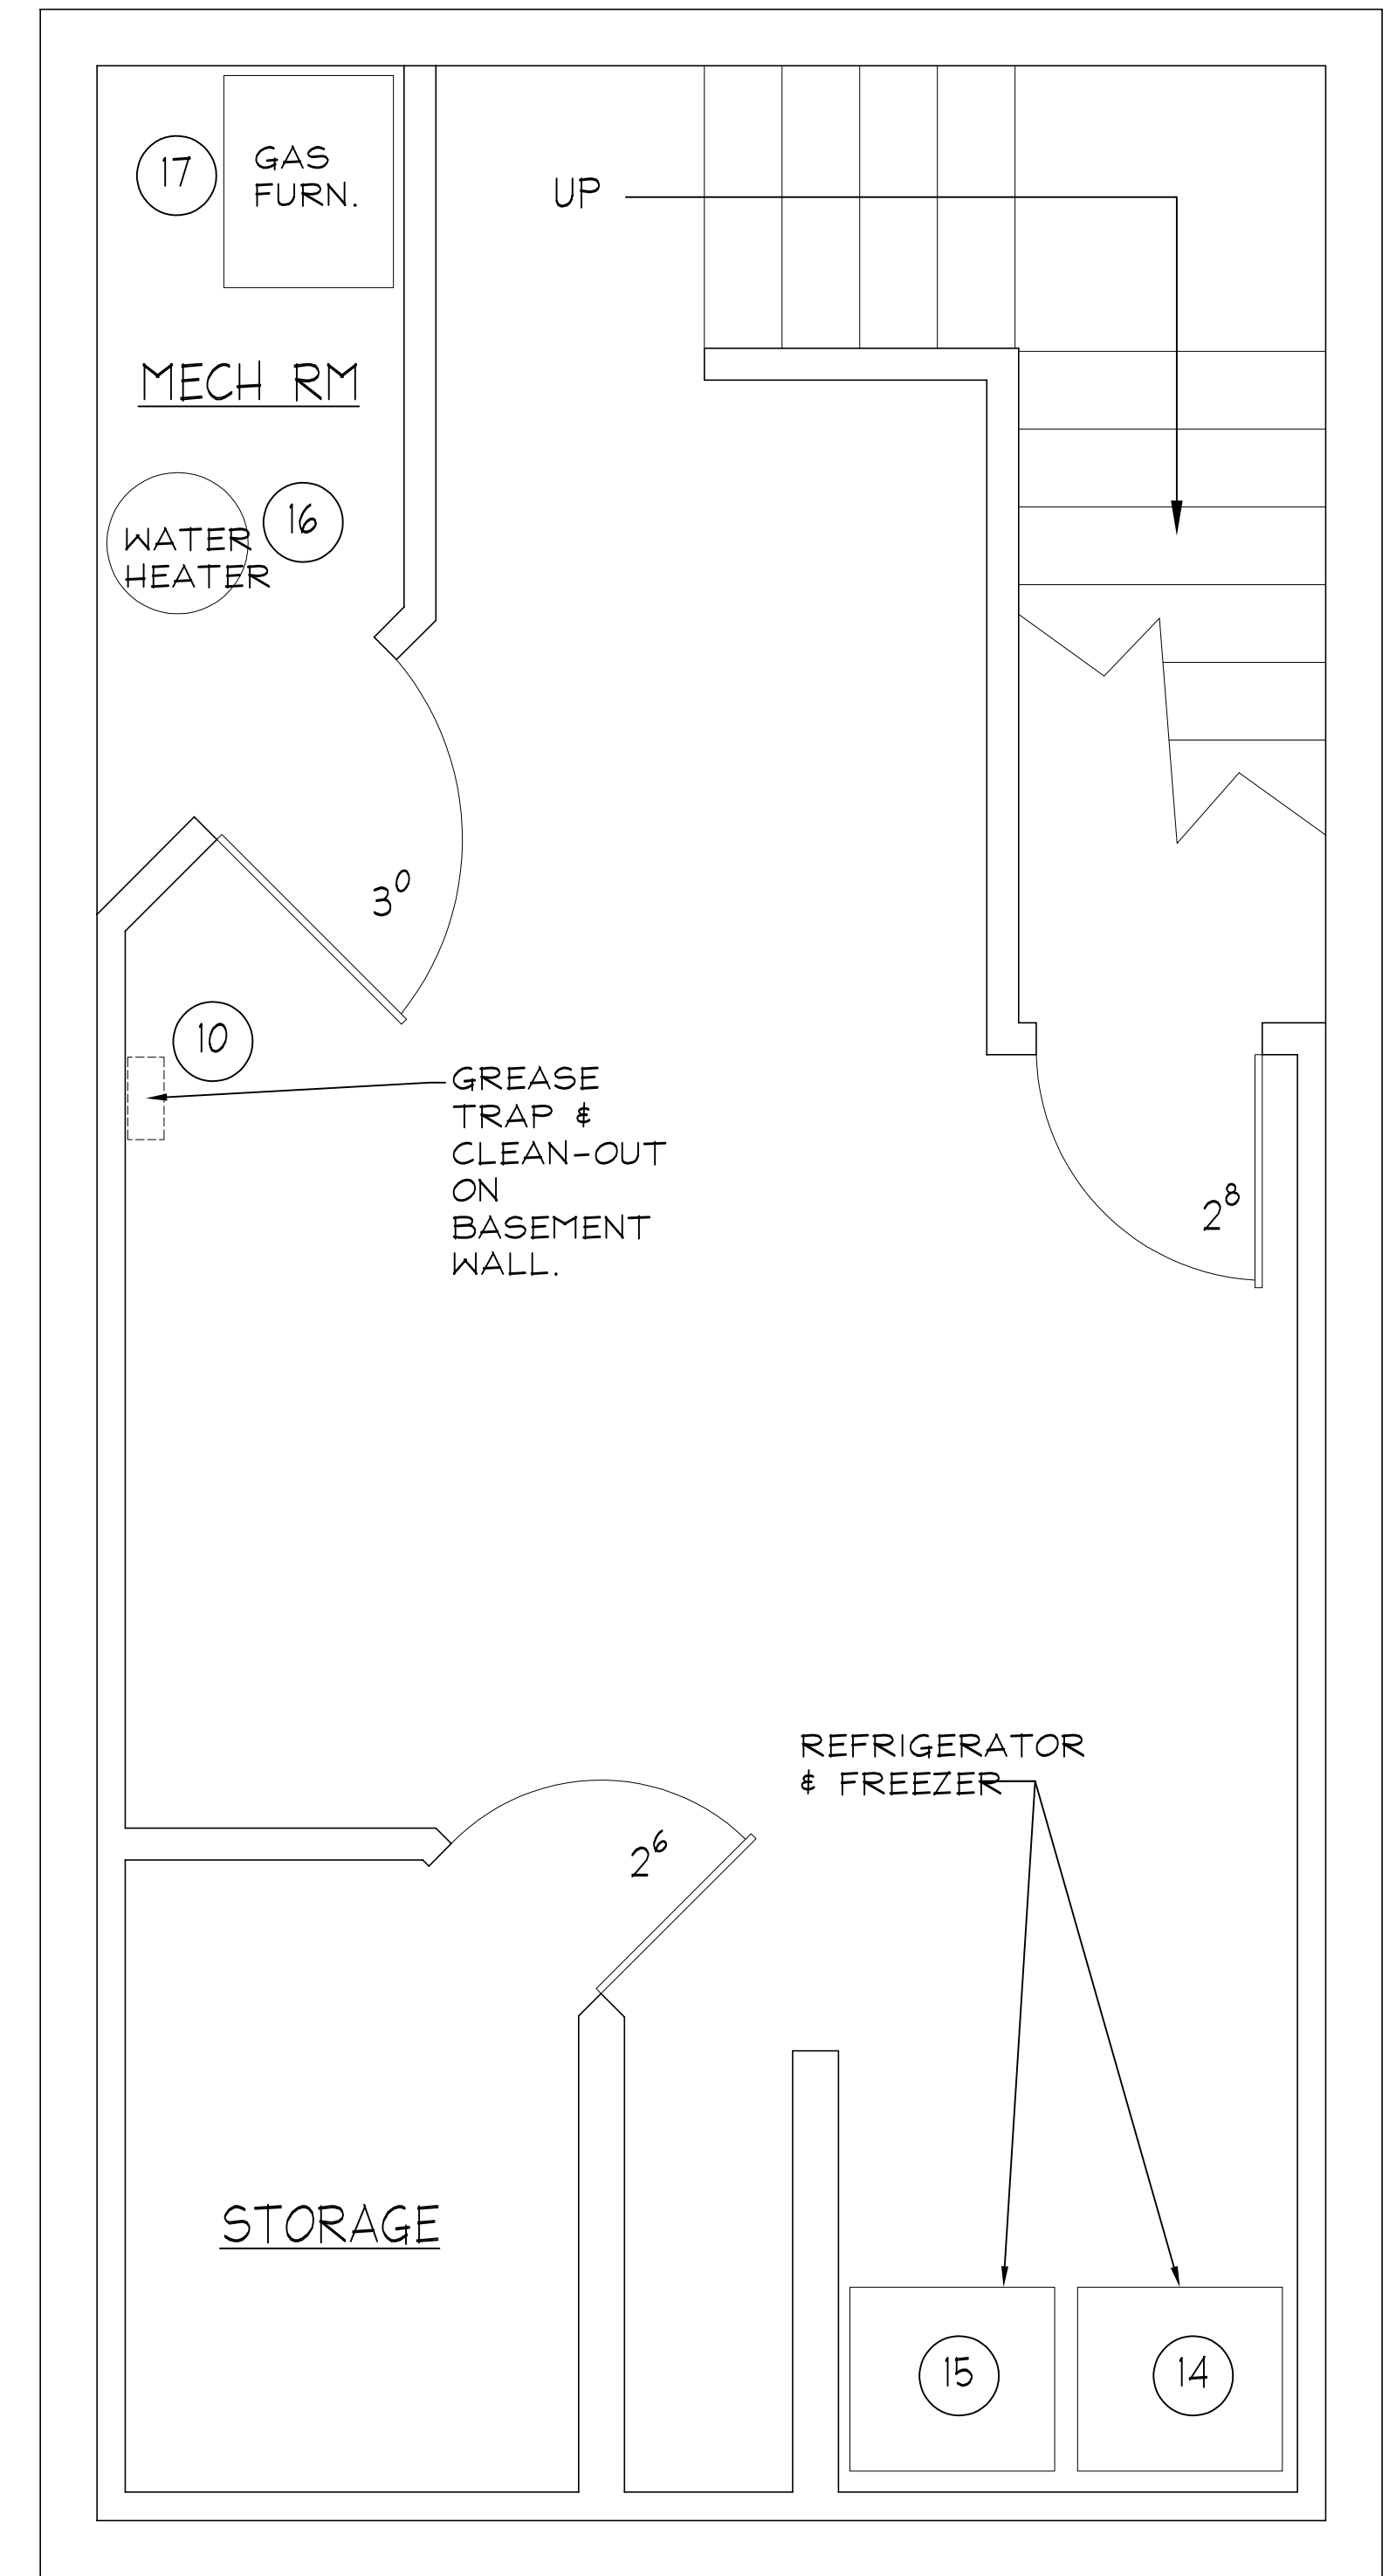 17
GAS
FURN.
UP
MECH RM
16
WATER
HEATER
3⁰
10
GREASE
TRAP &
CLEAN-OUT
ON
BASEMENT
WALL.
2⁸
REFRIGERATOR
& FREEZER
2⁶
STORAGE
15
14